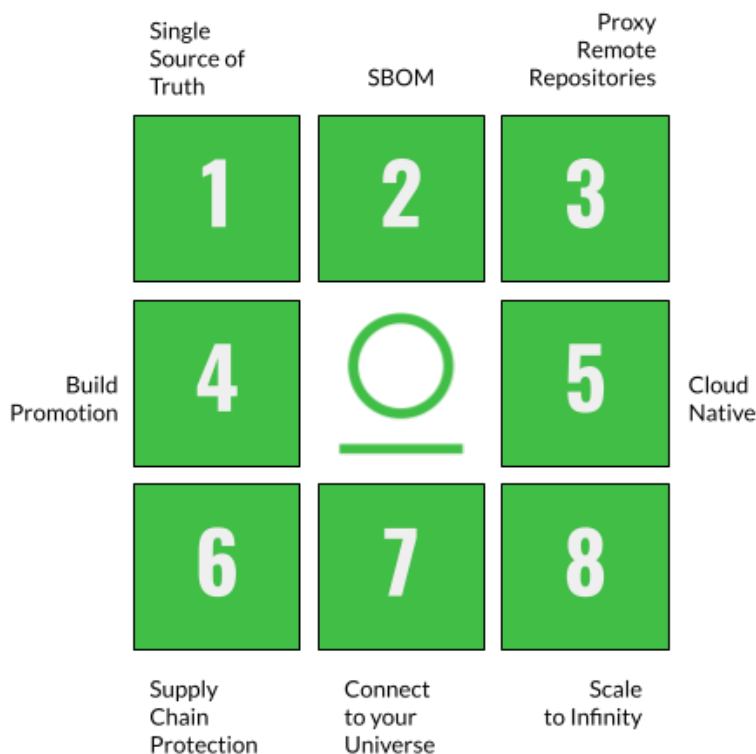 Single
Source of
Truth
SBOM
Proxy
Remote
Repositories
1
2
3
Build
Promotion
4
5
Cloud
Native
6
7
8
Supply
Chain
Protection
Connect
to your
Universe
Scale
to Infinity